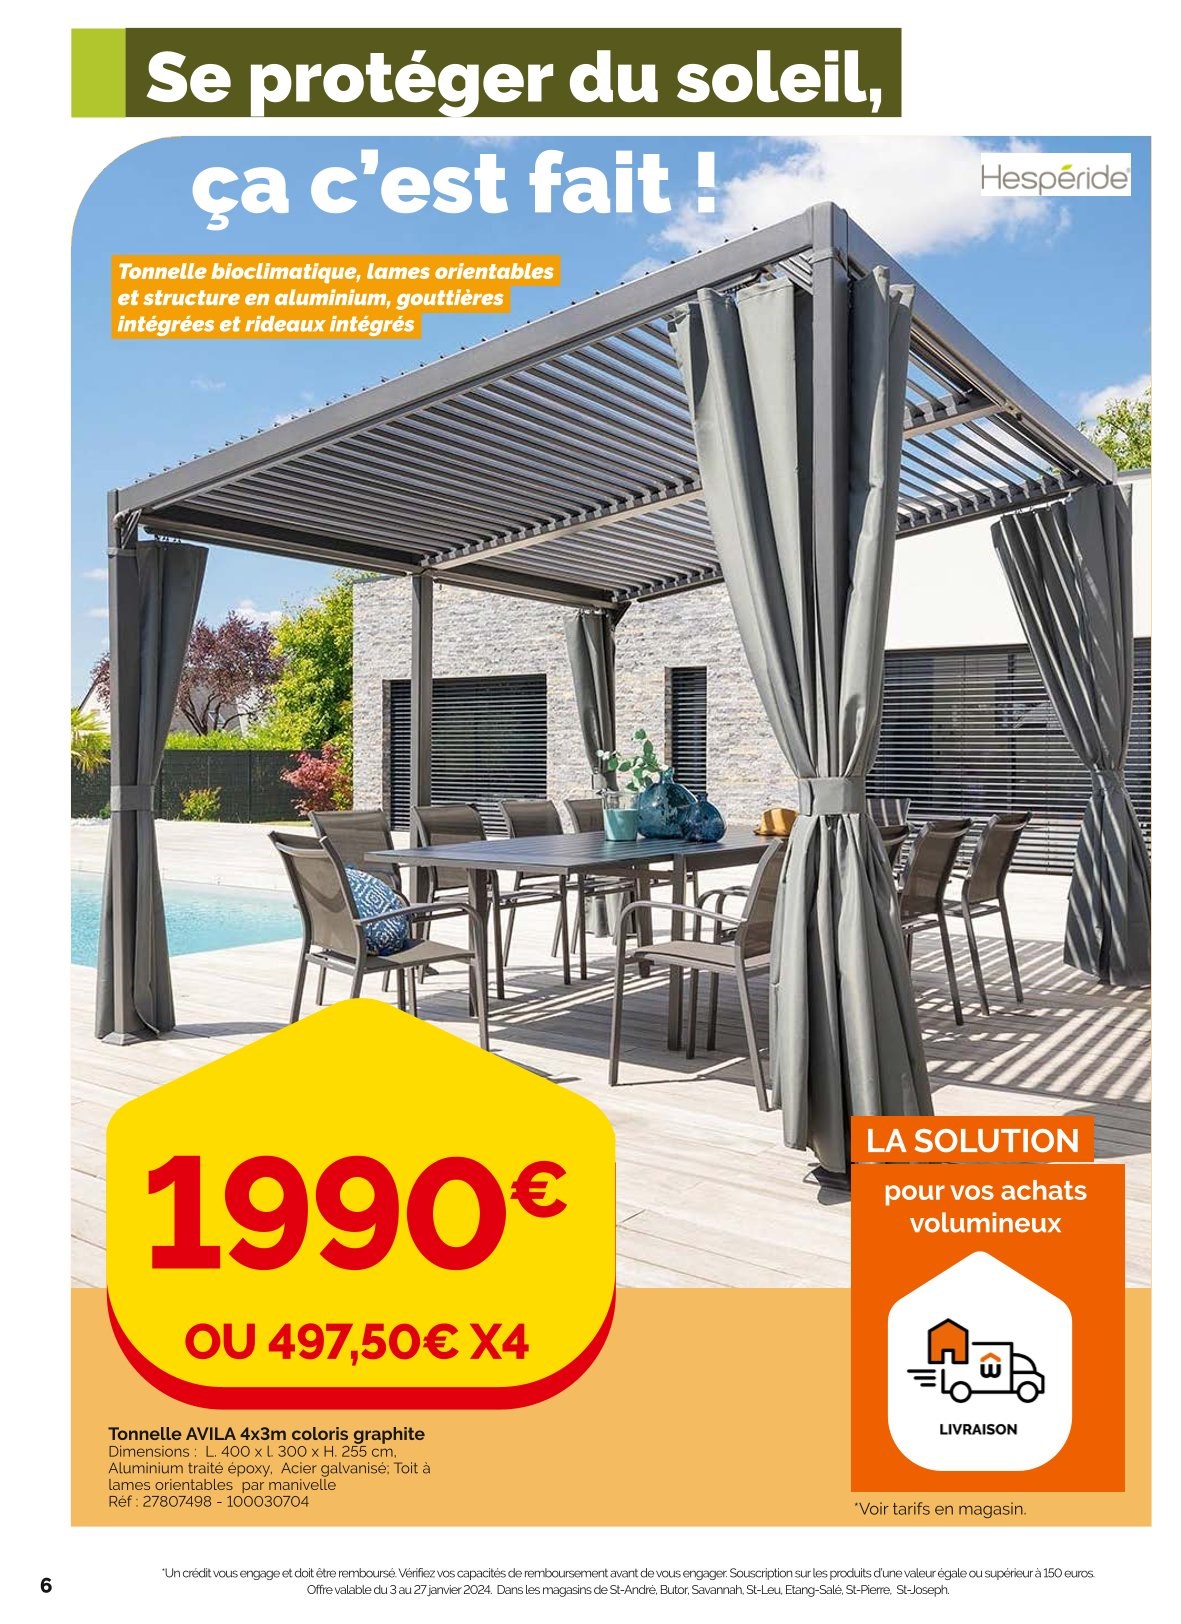 Se protéger du soleil,
ça c'est fait !
Hespéride
Tonnelle bioclimatique, lames orientables
et structure en aluminium, gouttières
intégrées et rideaux intégrés
1990€
OU 497,50€ X4
LA SOLUTION
pour vos achats
volumineux
LIVRAISON
*Voir tarifs en magasin.
Tonnelle AVILA 4x3m coloris graphite
Dimensions : L. 400 x l. 300 x H. 255 cm,
Aluminium traité époxy, Acier galvanisé; Toit à
lames orientables par manivelle
Réf : 27807498 - 100030704
6
*Un crédit vous engage et doit être remboursé. Vérifiez vos capacités de remboursement avant de vous engager. Souscription sur les produits d'une valeur égale ou supérieur à 150 euros.
Offre valable du 3 au 27 janvier 2024. Dans les magasins de St-André, Butor, Savannah, St-Leu, Etang-Salé, St-Pierre, St-Joseph.